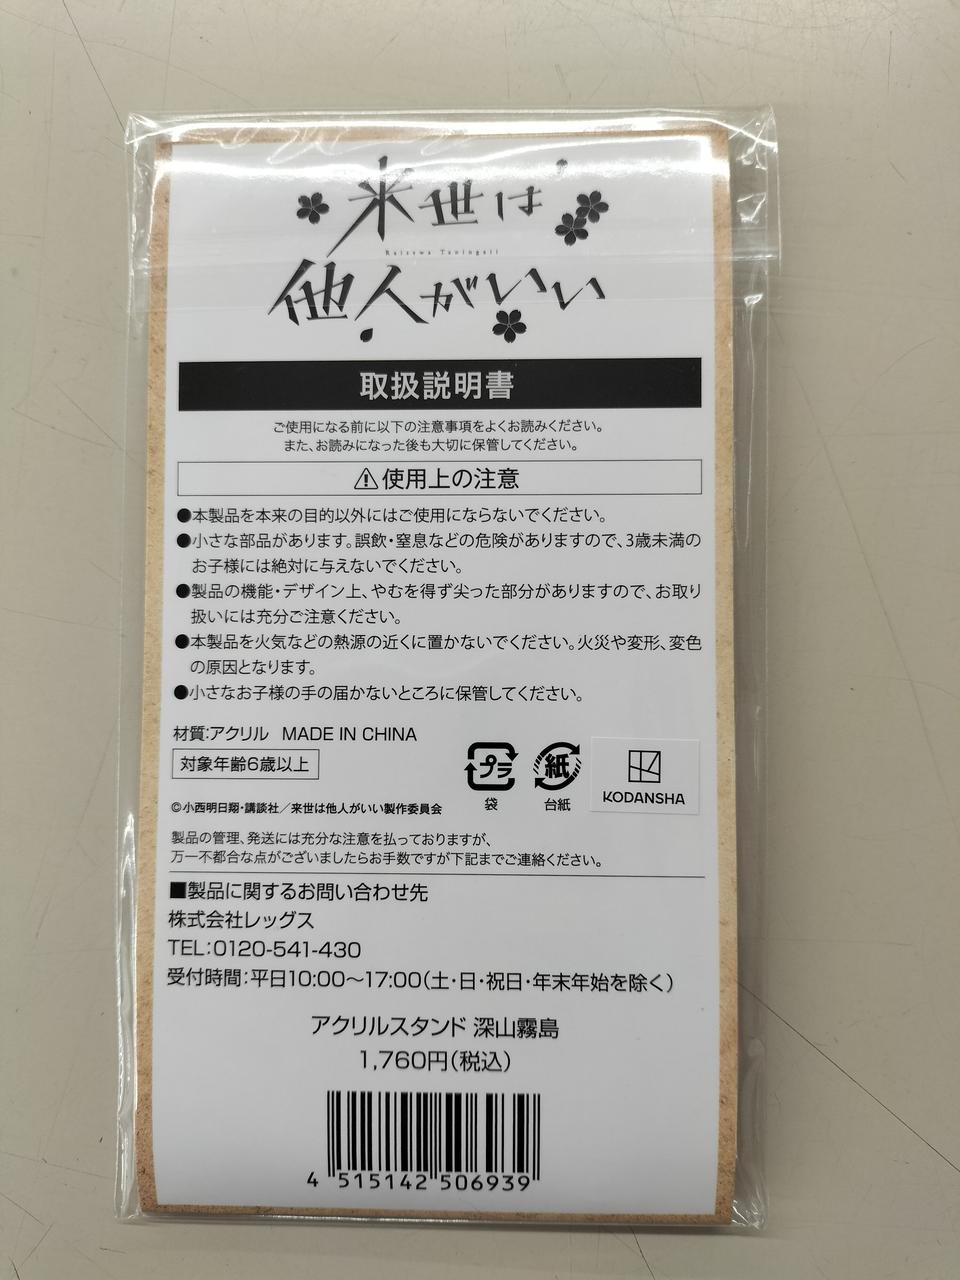 来世は
Raisewa Taningaii
他人がいい
取扱説明書
ご使用になる前に以下の注意事項をよくお読みください。
また、お読みになった後も大切に保管してください。
使用上の注意
●本製品を本来の目的以外にはご使用にならないでください。
●小さな部品があります。誤飲・窒息などの危険がありますので、3歳未満の
お子様には絶対に与えないでください。
●製品の機能・デザイン上、やむを得ず尖った部分がありますので、お取り
扱いには充分ご注意ください。
●本製品を火気などの熱源の近くに置かないでください。火災や変形、変色
の原因となります。
●小さなお子様の手の届かないところに保管してください。
材質:アクリル MADE IN CHINA
対象年齢6歳以上
プラ
袋
紙
台紙
KODANSHA
©小西明日翔・講談社／来世は他人がいい製作委員会
製品の管理、発送には充分な注意を払っておりますが、
万一不都合な点がございましたらお手数ですが下記までご連絡ください。
■製品に関するお問い合わせ先
株式会社レッグス
TEL:0120-541-430
受付時間:平日10:00〜17:00(土・日・祝日・年末年始を除く)
アクリルスタンド 深山霧島
1,760円(税込)
4 515142 506939